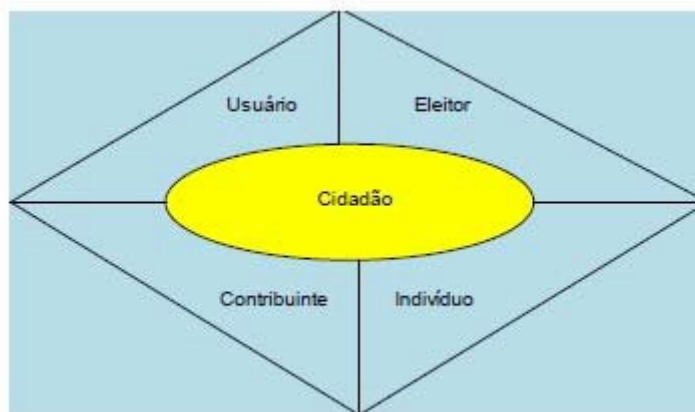 Usuário
Eleitor
Cidadão
Contribuinte
Indivíduo